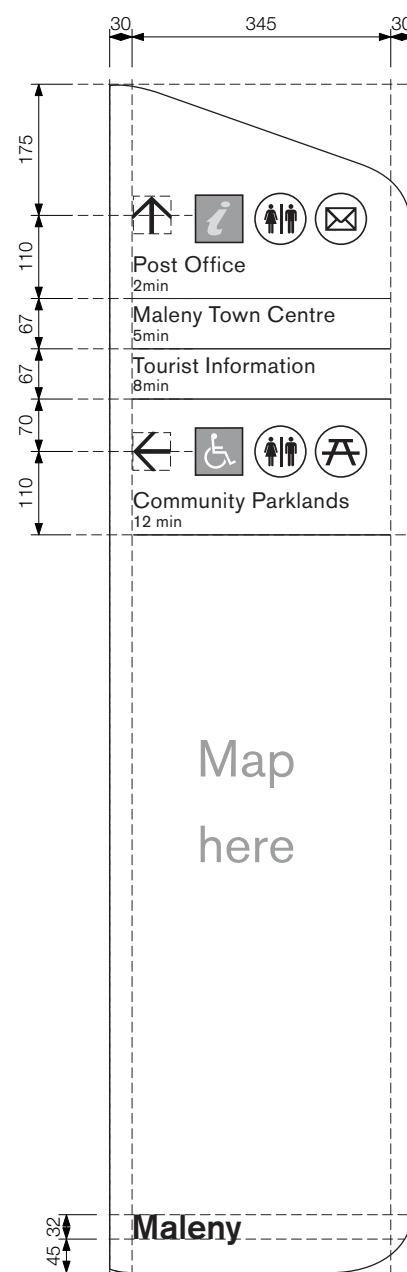 30 345 30
175
110
Post Office
2min
67
Maleny Town Centre
5min
67
Tourist Information
8min
70
110
Community Parklands
12 min
Map
here
32
Maleny
45